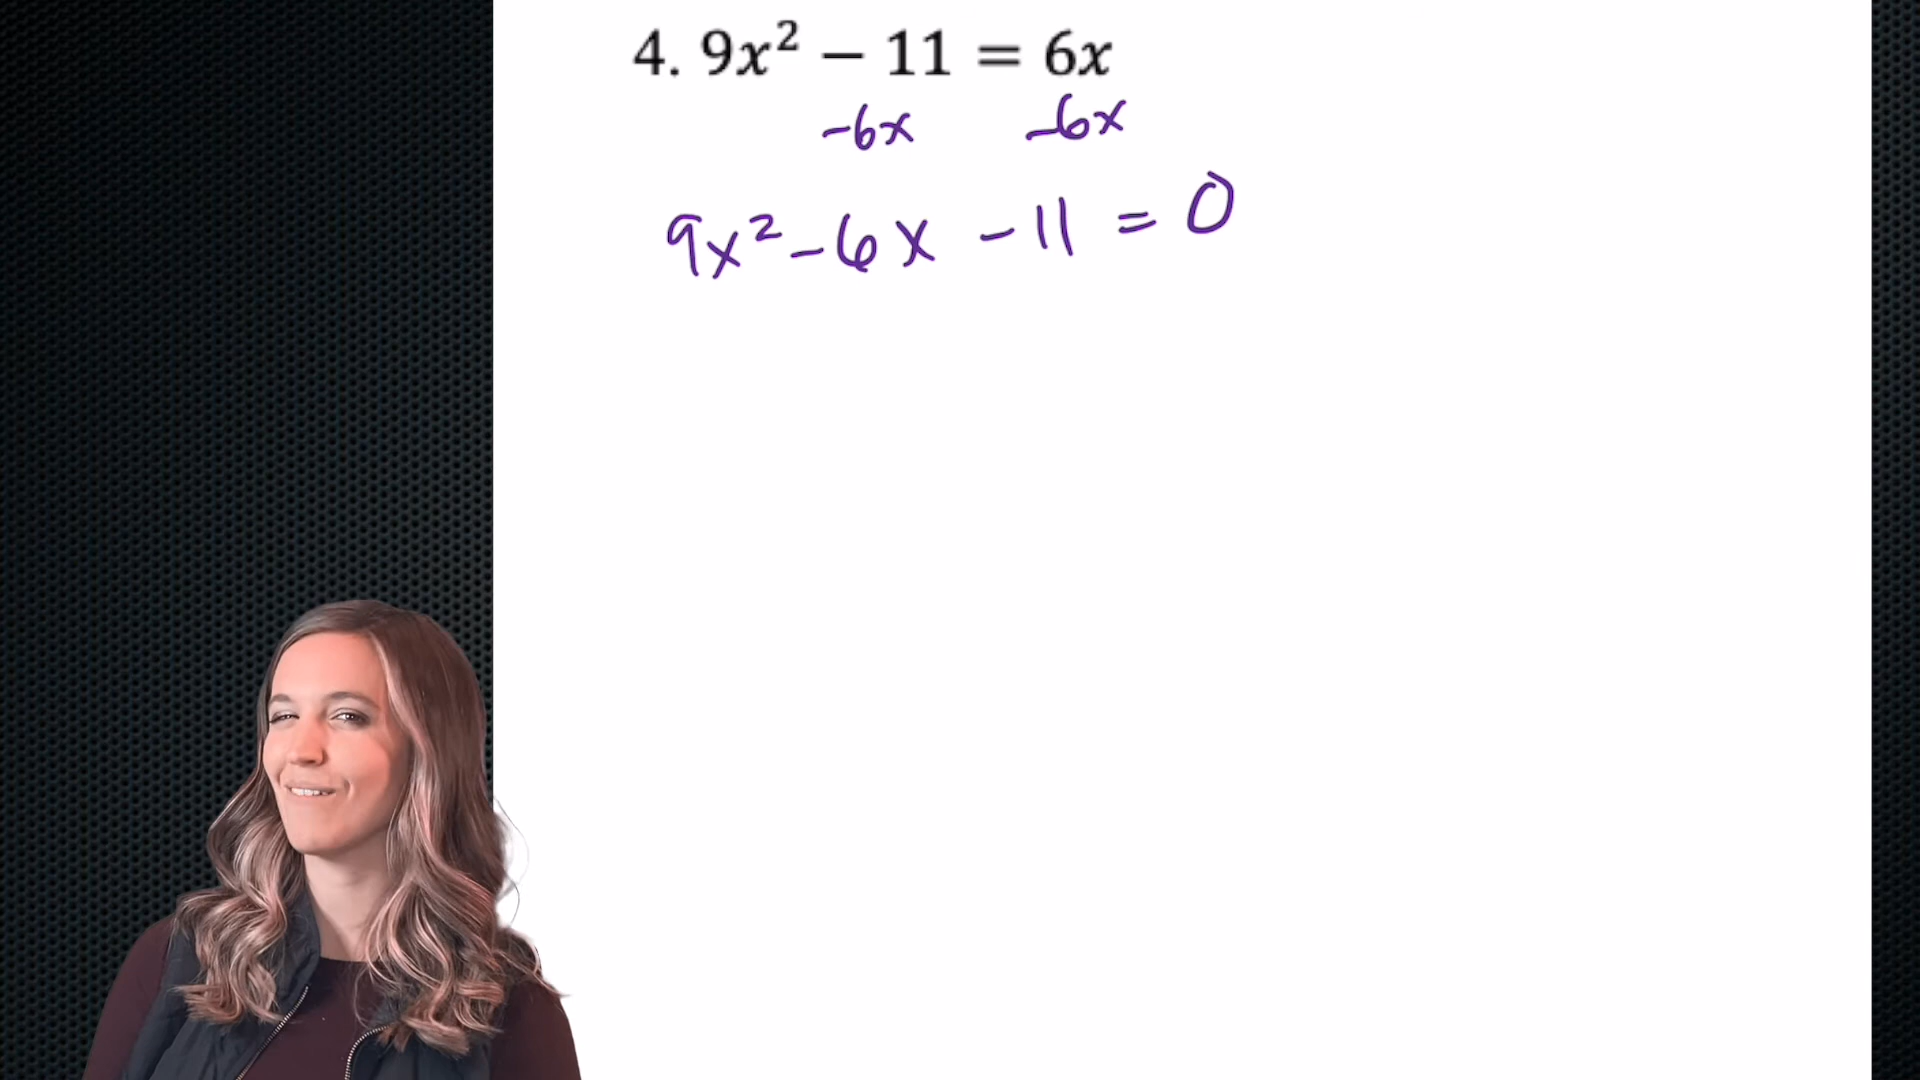 4. 9x² − 11 = 6x
-6x -6x
9x² - 6x - 11 = 0